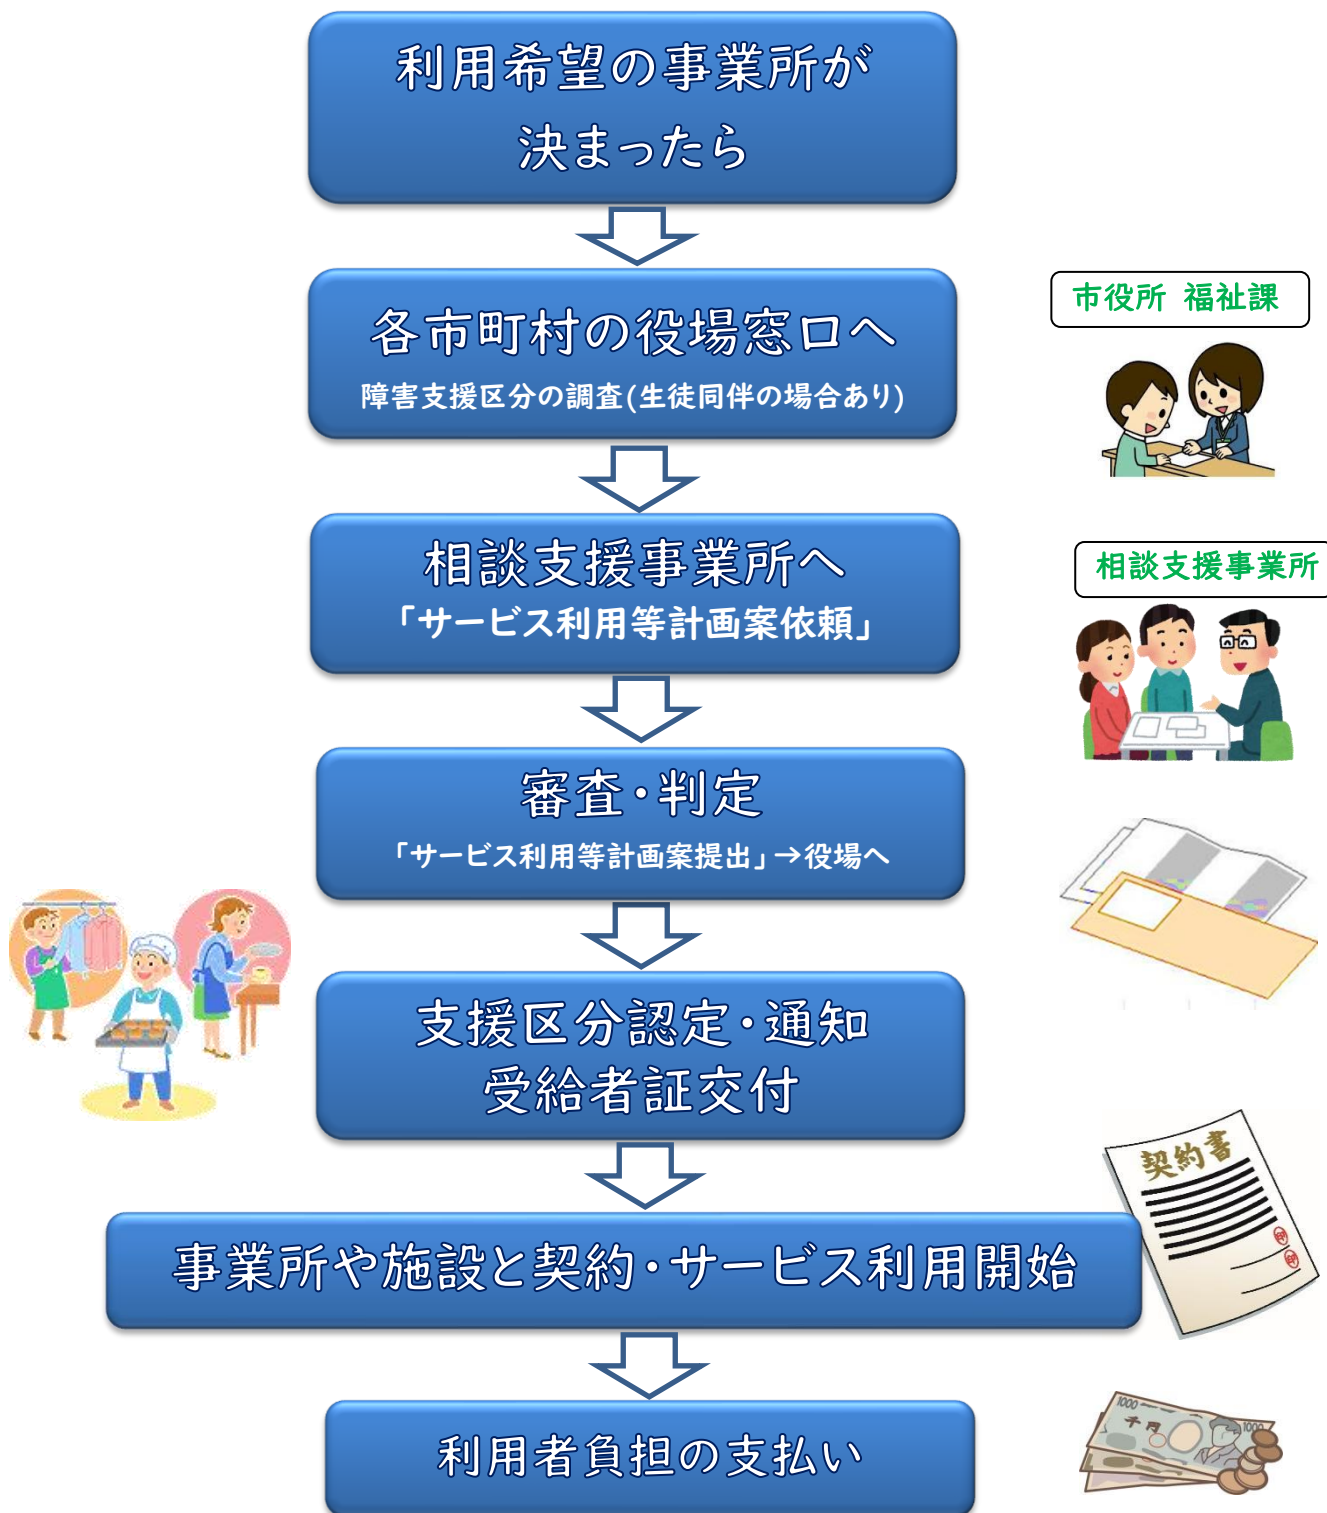 利用希望の事業所が
決まったら
各市町村の役場窓口へ
障害支援区分の調査(生徒同伴の場合あり)
市役所 福祉課
相談支援事業所へ
「サービス利用等計画案依頼」
相談支援事業所
審査・判定
「サービス利用等計画案提出」→役場へ
支援区分認定・通知
受給者証交付
契約書
印
印
事業所や施設と契約・サービス利用開始
利用者負担の支払い
1000
千円
1000